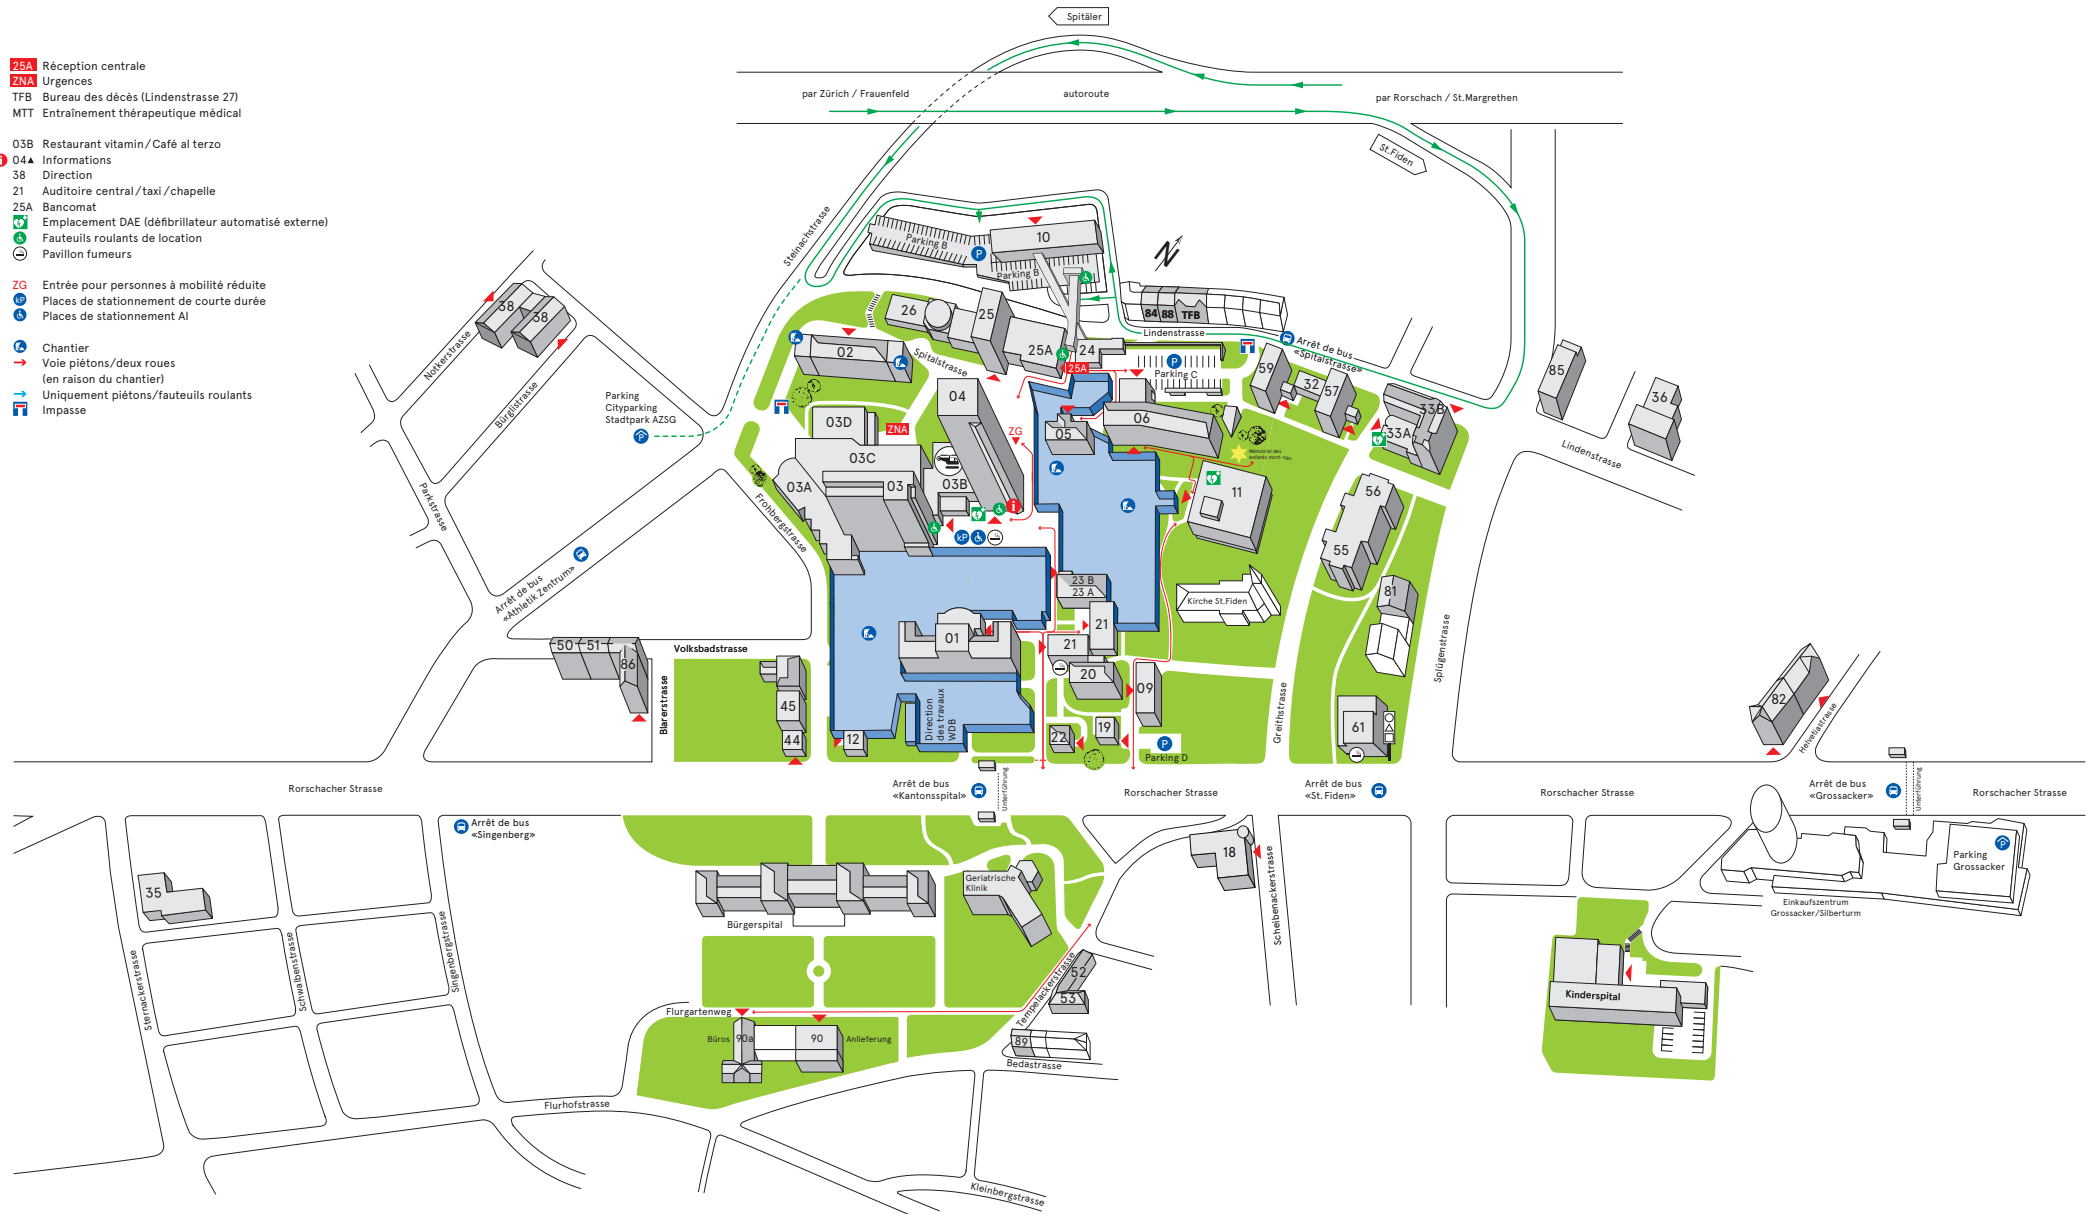 Spitäler
25A Réception centrale
ZNA Urgences
TFB Bureau des décès (Lindenstrasse 27)
MTT Entraînement thérapeutique médical
03B Restaurant vitamin/Café al terzo
i 04▲ Informations
38 Direction
21 Auditoire central/taxi/chapelle
25A Bancomat
Emplacement DAE (défibrillateur automatisé externe)
Fauteuils roulants de location
Pavillon fumeurs
ZG Entrée pour personnes à mobilité réduite
kP Places de stationnement de courte durée
Places de stationnement AI
Chantier
Voie piétons/deux roues
(en raison du chantier)
Uniquement piétons/fauteuils roulants
Impasse
par Zürich / Frauenfeld
autoroute
par Rorschach / St.Margrethen
St.Fiden
Steinachstrasse
Parking B
P
10
Parking B
N
38
38
Notkerstrasse
Bürglistrasse
Parkstrasse
26
25
25A
24
84 88 TFB
Lindenstrasse
Arrêt de bus
«Spitalstrasse»
02
Spitalstrasse
25A
P
Parking C
59
32
57
33B
33A
85
36
Lindenstrasse
Parking
Cityparking
Stadtpark AZSG
P
04
03D
ZNA
ZG
05
06
Mémorial des
enfants mort-nés
03C
03A
03
03B
i
kP
11
56
55
81
Frohbergstrasse
Arrêt de bus
«Athletik Zentrum»
23 B
23 A
Kirche St.Fiden
01
21
21
20
09
50
51
86
Volksbadstrasse
Blarerstrasse
45
44
12
Direction
des travaux
WDB
22
19
P
Parking D
Greithstrasse
Splügenstrasse
61
82
Helvetiastrasse
Rorschacher Strasse
Arrêt de bus
«Kantonsspital»
Unterführung
Rorschacher Strasse
Arrêt de bus
«St. Fiden»
Rorschacher Strasse
Arrêt de bus
«Grossacker»
Unterführung
Rorschacher Strasse
Arrêt de bus
«Singenberg»
35
Sternackerstrasse
Schwalbenstrasse
Singenbergstrasse
Bürgerspital
Geriatrische
Klinik
18
Scheibenackerstrasse
Parking
Grossacker
P
Einkaufszentrum
Grossacker/Silberturm
Kinderspital
52
53
Tempelackerstrasse
Flurgartenweg
Büros
90a
90
Anlieferung
89
Bedastrasse
Flurhofstrasse
Kleinbergstrasse